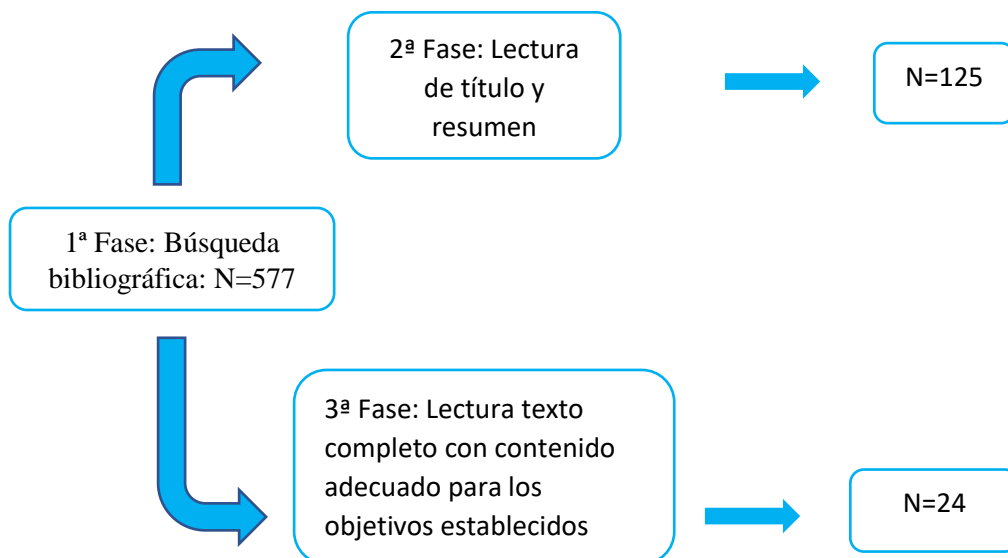 2ª Fase: Lectura
de título y
resumen
N=125
1ª Fase: Búsqueda
bibliográfica: N=577
3ª Fase: Lectura texto
completo con contenido
adecuado para los
objetivos establecidos
N=24